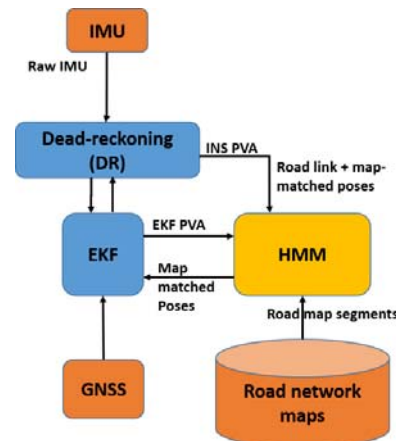 IMU
Raw IMU
Dead-reckoning
(DR)
INS PVA
Road link + map-
matched poses
EKF PVA
EKF
HMM
Map
matched
Poses
Road map segments
GNSS
Road network
maps